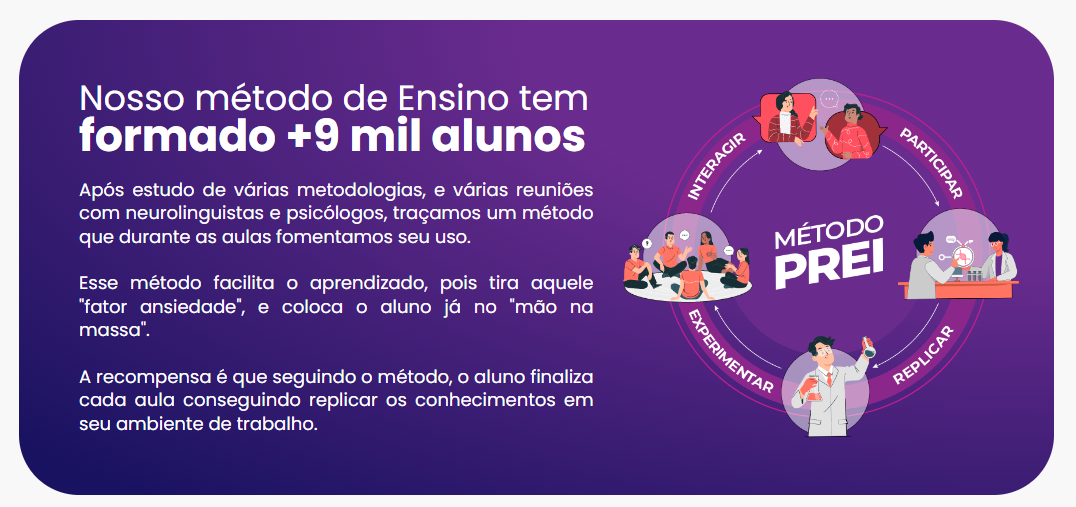 Nosso método de Ensino tem
formado +9 mil alunos
Após estudo de várias metodologias, e várias reuniões
com neurolinguistas e psicólogos, traçamos um método
que durante as aulas fomentamos seu uso.
Esse método facilita o aprendizado, pois tira aquele
"fator ansiedade", e coloca o aluno já no "mão na
massa".
A recompensa é que seguindo o método, o aluno finaliza
cada aula conseguindo replicar os conhecimentos em
seu ambiente de trabalho.
INTERAGIR
PARTICIPAR
MÉTODO
PREI
EXPERIMENTAR
REPLICAR